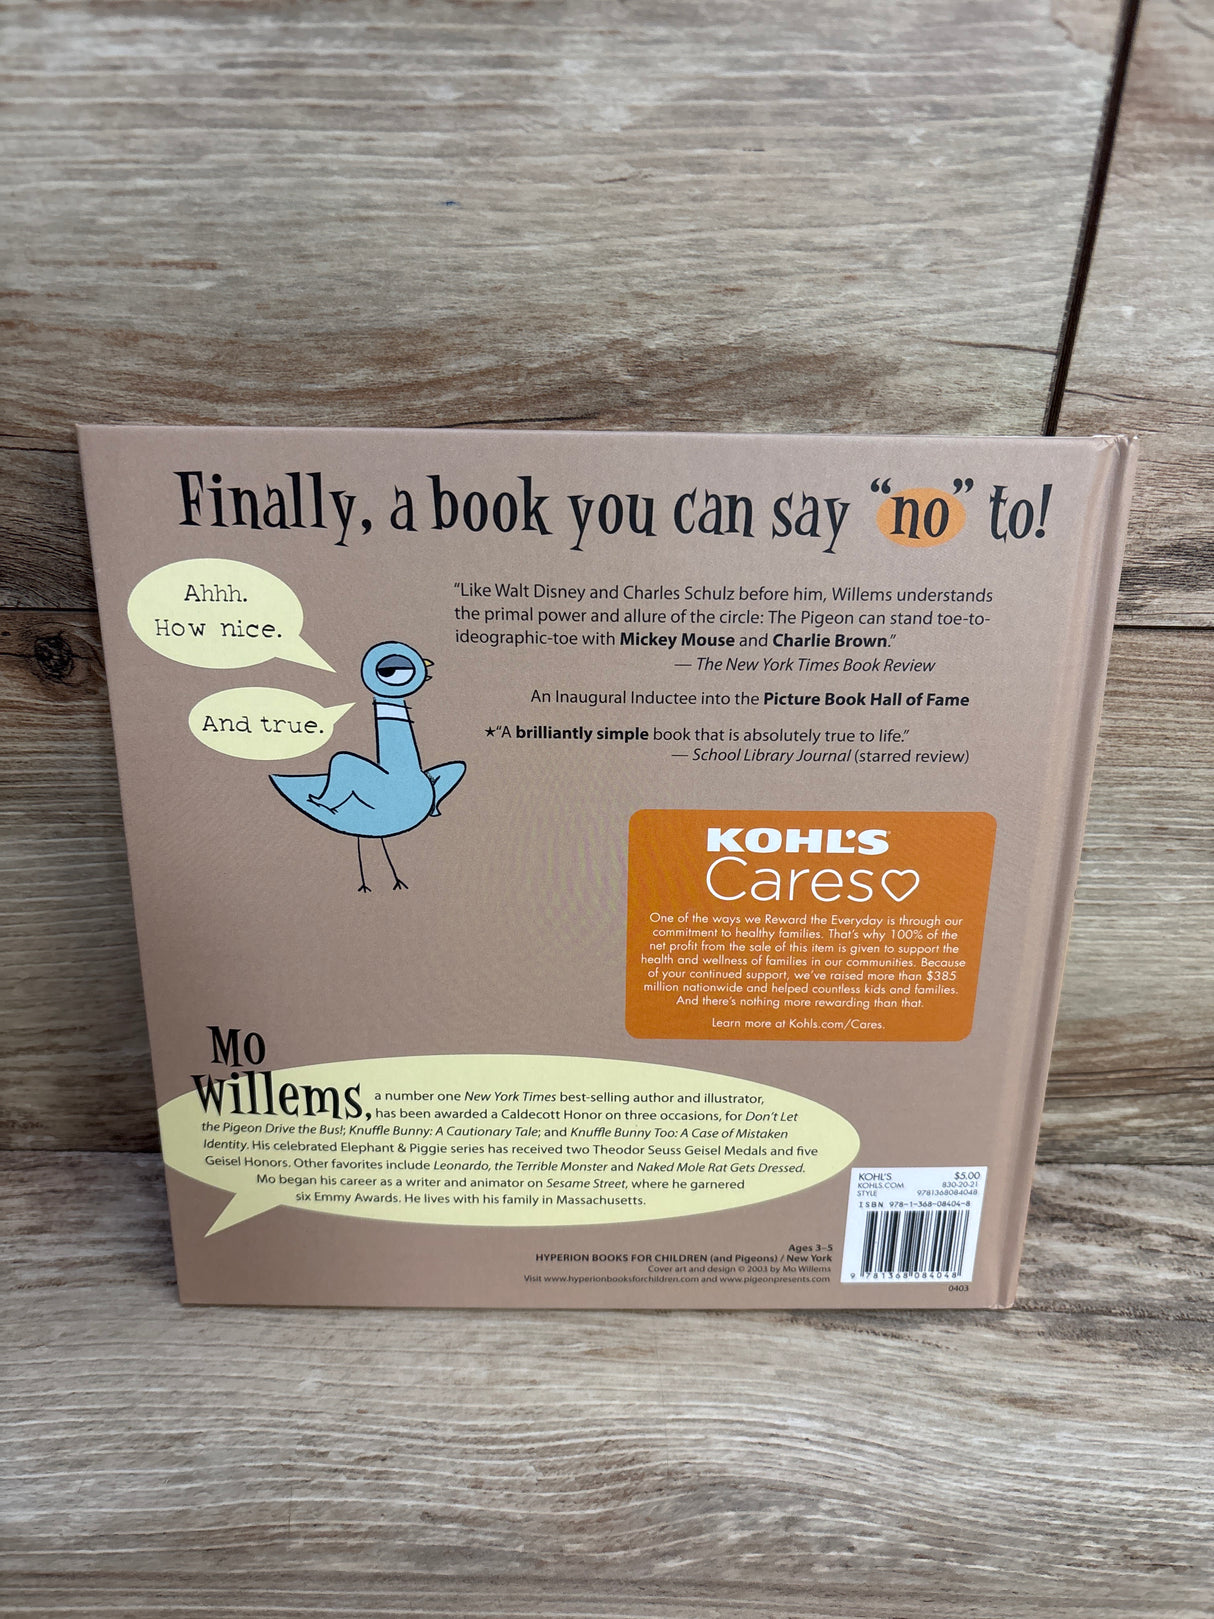 Finally, a book you can say “no” to!
Ahhh.
How nice.
And true.
“Like Walt Disney and Charles Schulz before him, Willems understands
the primal power and allure of the circle: The Pigeon can stand toe-to-
ideographic-toe with Mickey Mouse and Charlie Brown.”
— The New York Times Book Review
An Inaugural Inductee into the Picture Book Hall of Fame
★“A brilliantly simple book that is absolutely true to life.”
— School Library Journal (starred review)
KOHL'S
Cares
One of the ways we Reward the Everyday is through our
commitment to healthy families. That's why 100% of the
net profit from the sale of this item is given to support the
health and wellness of families in our communities. Because
of your continued support, we've raised more than $385
million nationwide and helped countless kids and families.
And there's nothing more rewarding than that.
Learn more at Kohls.com/Cares.
Mo
Willems,
a number one New York Times best-selling author and illustrator,
has been awarded a Caldecott Honor on three occasions, for Don't Let
the Pigeon Drive the Bus!; Knuffle Bunny: A Cautionary Tale; and Knuffle Bunny Too: A Case of Mistaken
Identity. His celebrated Elephant & Piggie series has received two Theodor Seuss Geisel Medals and five
Geisel Honors. Other favorites include Leonardo, the Terrible Monster and Naked Mole Rat Gets Dressed.
Mo began his career as a writer and animator on Sesame Street, where he garnered
six Emmy Awards. He lives with his family in Massachusetts.
Ages 3–5
HYPERION BOOKS FOR CHILDREN (and Pigeons) / New York
Cover art and design © 2003 by Mo Willems
Visit www.hyperionbooksforchildren.com and www.pigeonpresents.com
KOHL'S $5.00
KOHLS.COM 830-20-21
STYLE 9781368084048
ISBN 978-1-368-08404-8
9 781368 084048
0403